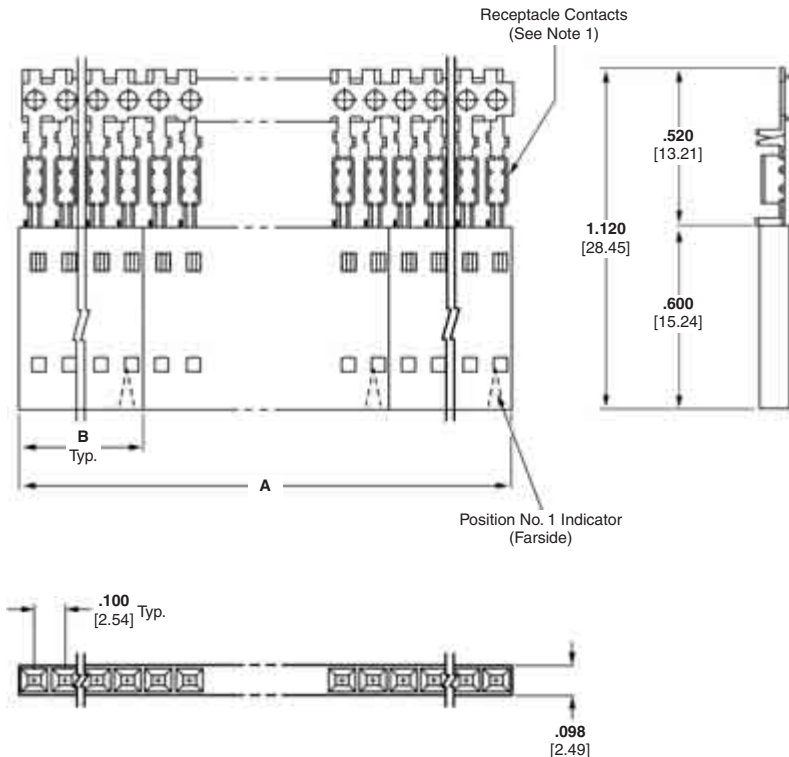 Receptacle Contacts
(See Note 1)
.520
[13.21]
1.120
[28.45]
.600
[15.24]
B
Typ.
A
Position No. 1 Indicator
(Farside)
.100
[2.54] Typ.
.098
[2.49]